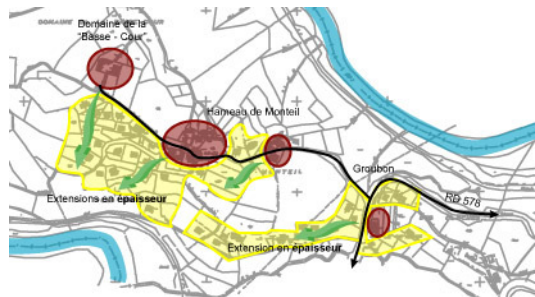 Domaine de la
"Basse - Cour"
Hameau de Monteil
Groubon
RD 578
Extensions en épaisseur
Extension en épaisseur